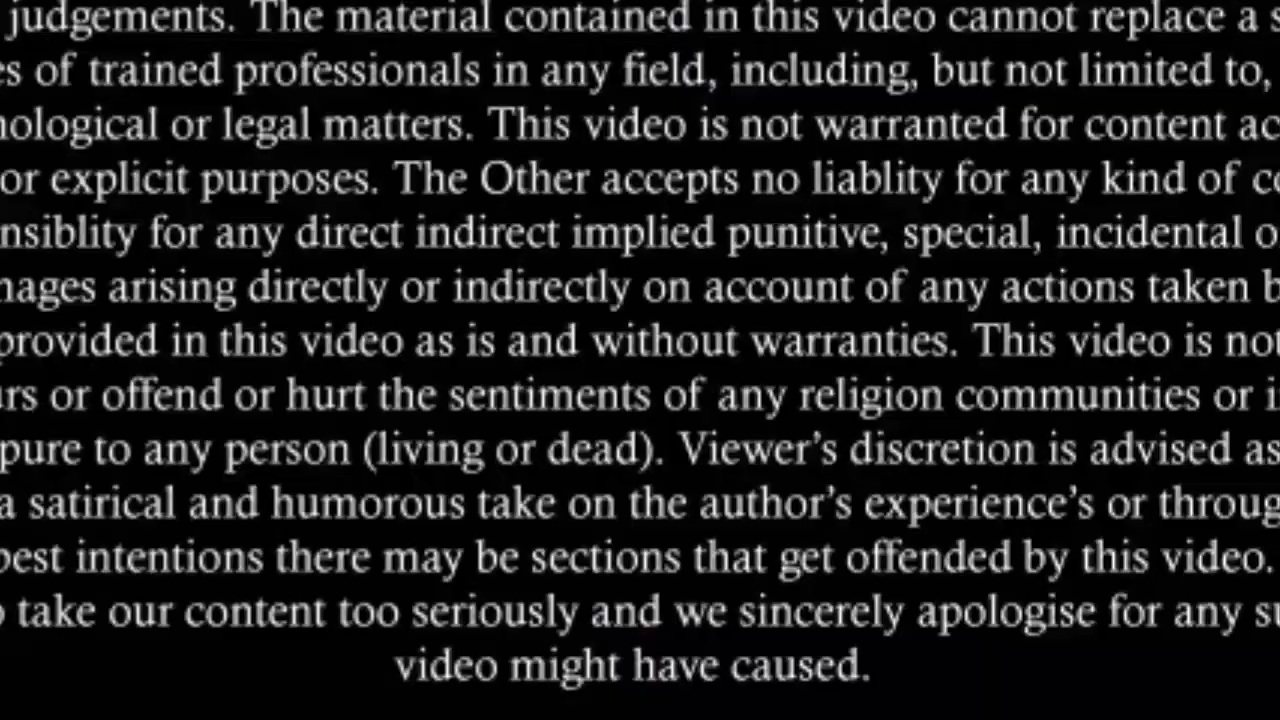 judgements. The material contained in this video cannot replace a s
es of trained professionals in any field, including, but not limited to,
nological or legal matters. This video is not warranted for content ac
or explicit purposes. The Other accepts no liablity for any kind of co
nsiblity for any direct indirect implied punitive, special, incidental o
nages arising directly or indirectly on account of any actions taken b
provided in this video as is and without warranties. This video is not
urs or offend or hurt the sentiments of any religion communities or i
pure to any person (living or dead). Viewer's discretion is advised as
a satirical and humorous take on the author's experience's or throug
best intentions there may be sections that get offended by this video.
o take our content too seriously and we sincerely apologise for any su
video might have caused.